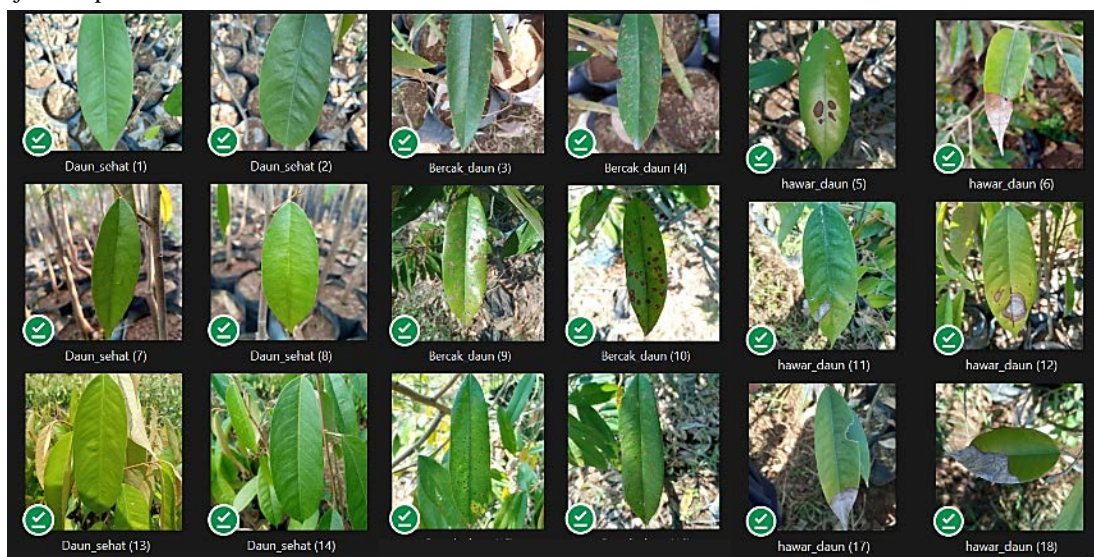 Daun_sehat (1)
Daun_sehat (2)
Bercak_daun (3)
Bercak_daun (4)
hawar_daun (5)
hawar_daun (6)
Daun_sehat (7)
Daun_sehat (8)
Bercak_daun (9)
Bercak_daun (10)
hawar_daun (11)
hawar_daun (12)
Daun_sehat (13)
Daun_sehat (14)
hawar_daun (17)
hawar_daun (18)